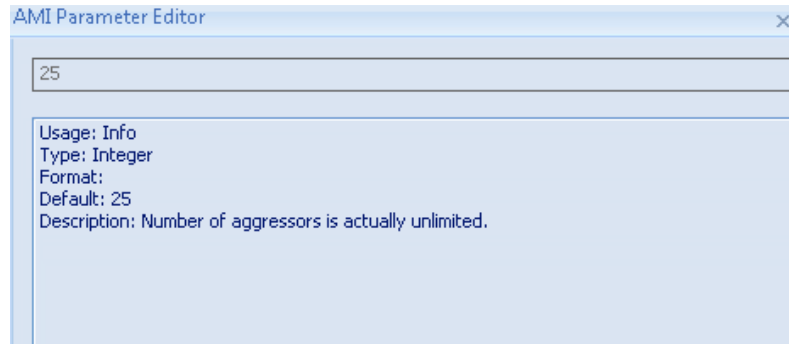 AMI Parameter Editor
25
Usage: Info
Type: Integer
Format:
Default: 25
Description: Number of aggressors is actually unlimited.